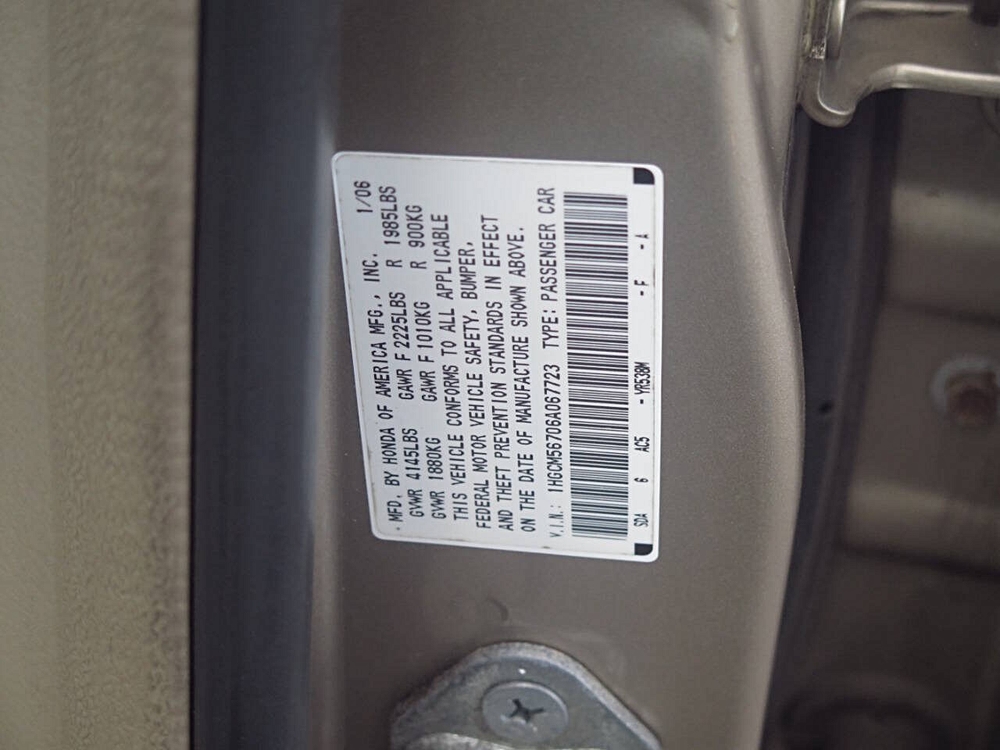 MFD. BY HONDA OF AMERICA MFG., INC. 1/06
GVWR 4145LBS GAWR F 2225LBS R 1985LBS
GVWR 1880KG GAWR F 1010KG R 900KG
THIS VEHICLE CONFORMS TO ALL APPLICABLE
FEDERAL MOTOR VEHICLE SAFETY, BUMPER,
AND THEFT PREVENTION STANDARDS IN EFFECT
ON THE DATE OF MANUFACTURE SHOWN ABOVE.
V.I.N.: 1HGCM56706A067723 TYPE: PASSENGER CAR
SDA 6 AC5 -YR538M -F -A